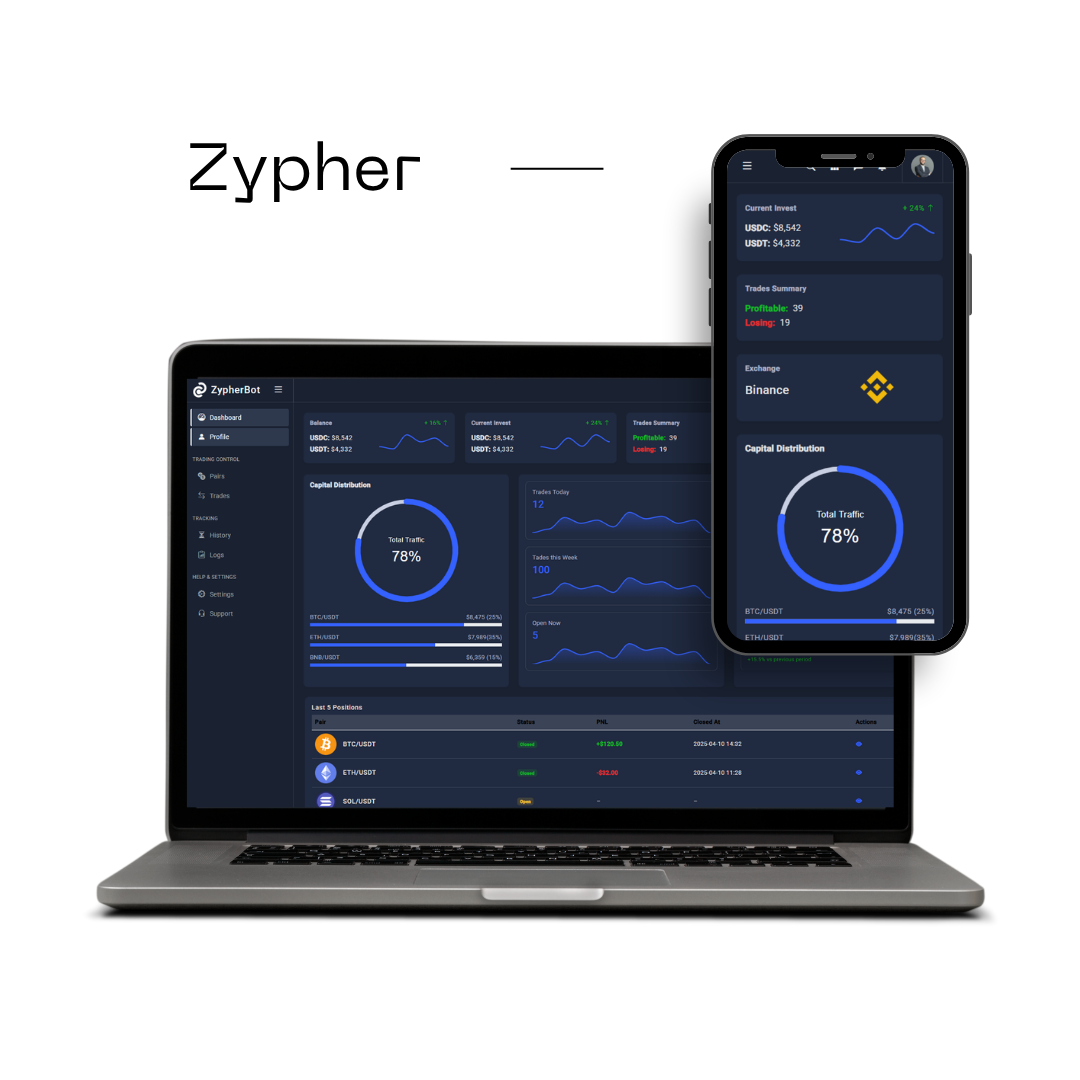 Zypher
Current Invest
+ 24% ↑
USDC: $8,542
USDT: $4,332
Trades Summary
Profitable: 39
Losing: 19
Exchange
Binance
Capital Distribution
Total Traffic
78%
BTC/USDT $8,475 (25%)
ETH/USDT $7,989(35%)
ZypherBot
Dashboard
Profile
TRADING CONTROL
Pairs
Trades
TRACKING
History
Logs
HELP & SETTINGS
Settings
Support
Balance + 16% ↑
USDC: $8,542
USDT: $4,332
Current Invest + 24% ↑
USDC: $8,542
USDT: $4,332
Trades Summary
Profitable: 39
Losing: 19
Capital Distribution
Total Traffic
78%
BTC/USDT $8,475 (25%)
ETH/USDT $7,989(35%)
BNB/USDT $6,359 (15%)
Trades Today
12
Tades this Week
100
Open Now
5
vs previous period
Last 5 Positions
Pair Status PNL Closed At Actions
BTC/USDT Closed +$120.50 2025-04-10 14:32
ETH/USDT Closed -$32.00 2025-04-10 11:28
SOL/USDT Open – –